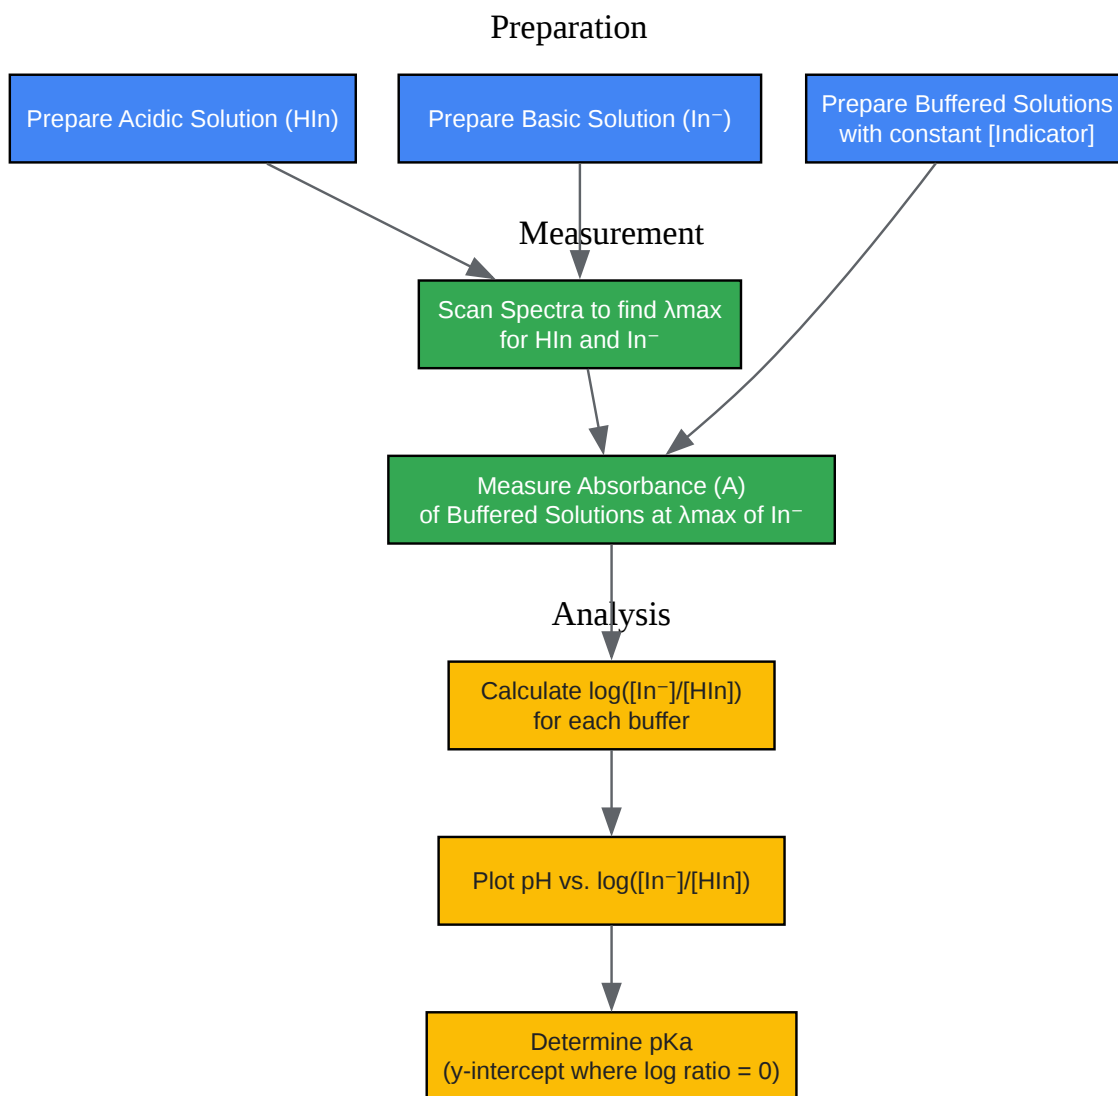 Preparation
Prepare Acidic Solution (HIn)
Prepare Basic Solution (In⁻)
Prepare Buffered Solutions
with constant [Indicator]
Measurement
Scan Spectra to find λmax
for HIn and In⁻
Measure Absorbance (A)
of Buffered Solutions at λmax of In⁻
Analysis
Calculate log([In⁻]/[HIn])
for each buffer
Plot pH vs. log([In⁻]/[HIn])
Determine pKa
(y-intercept where log ratio = 0)